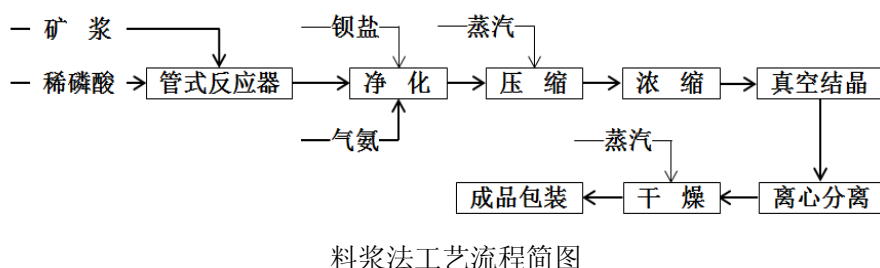 矿 浆
钡盐
蒸汽
稀磷酸
管式反应器
净 化
压 缩
浓 缩
真空结晶
气氨
蒸汽
成品包装
干 燥
离心分离
料浆法工艺流程简图